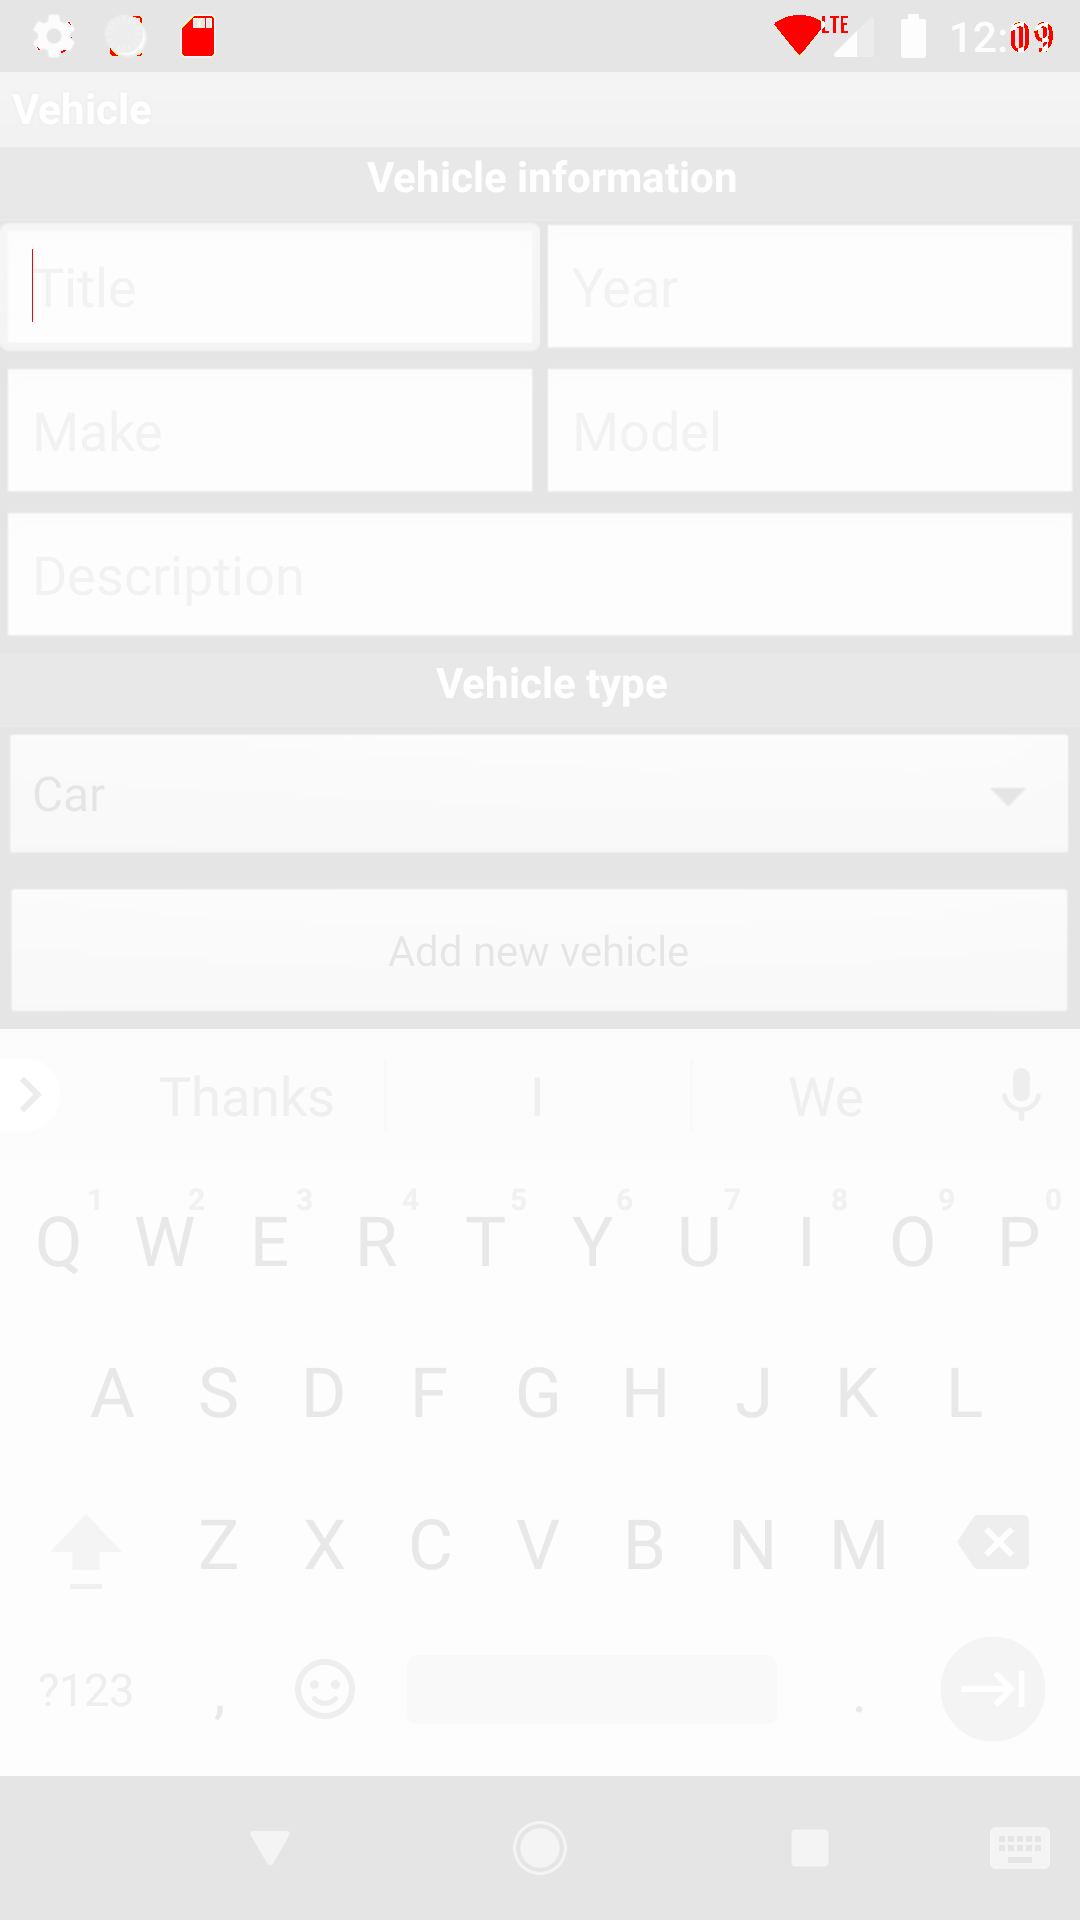 LTE 12:
Vehicle
Vehicle information
Title Year
Make Model
Description
Vehicle type
Car
Add new vehicle
Thanks I We
1 2 3 4 5 6 7 8 9 0
Q W E R T Y U I O P
A S D F G H J K L
Z X C V B N M
?123 , .